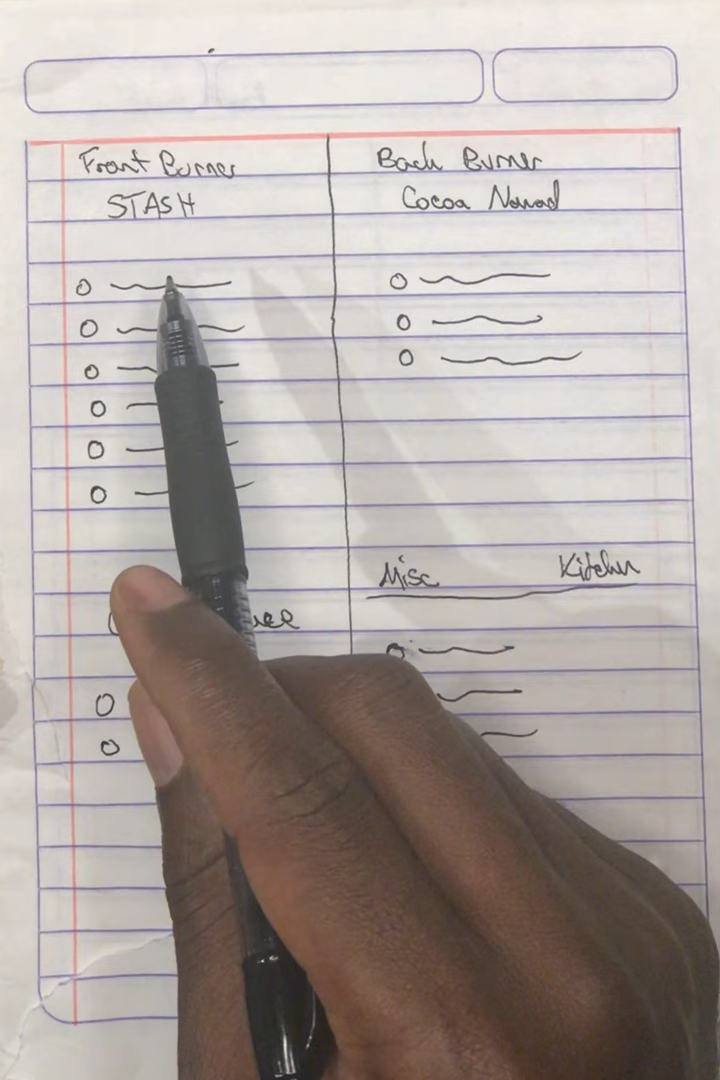 Front Burner
STASH
Back Burner
Cocoa Nomad
Misc
Kitchen